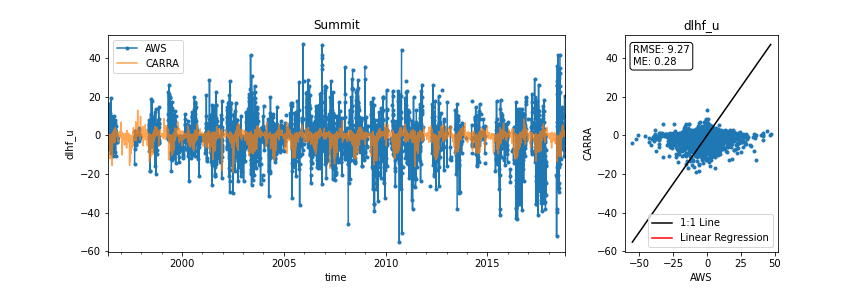 Summit
dlhf_u
AWS
CARRA
RMSE: 9.27
ME: 0.28
40
20
0
−20
−40
−60
dlhf_u
2000
2005
2010
2015
time
40
20
0
−20
−40
−60
CARRA
1:1 Line
Linear Regression
−50
−25
0
25
50
AWS